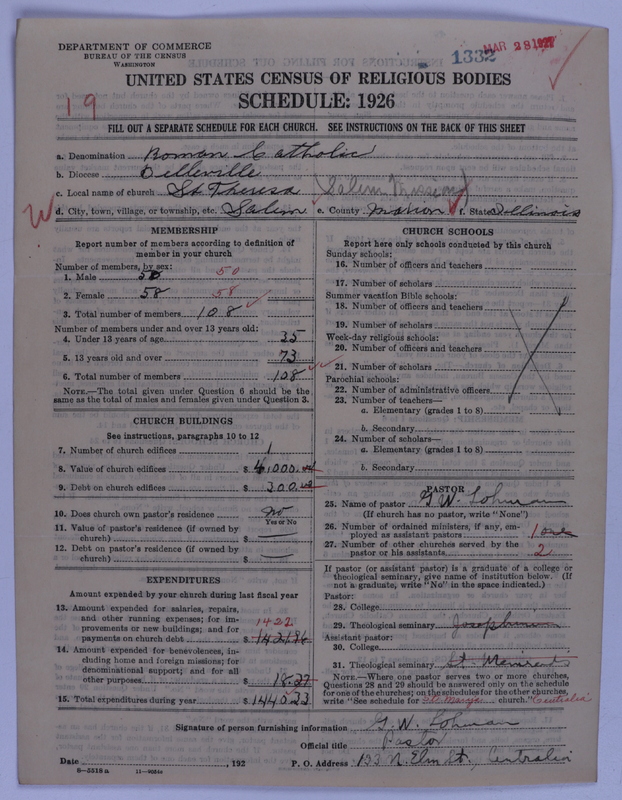 DEPARTMENT OF COMMERCE
BUREAU OF THE CENSUS
WASHINGTON
1332
MAR 28 1927
UNITED STATES CENSUS OF RELIGIOUS BODIES
SCHEDULE: 1926
19
FILL OUT A SEPARATE SCHEDULE FOR EACH CHURCH. SEE INSTRUCTIONS ON THE BACK OF THIS SHEET
a. Denomination Roman Catholic
b. Diocese Belleville
c. Local name of church St Theresa (Salem Mission)
W d. City, town, village, or township, etc. Salem e. County Marion f. State Illinois
MEMBERSHIP
Report number of members according to definition of
member in your church
Number of members, by sex:
1. Male 50 50
2. Female 58 58
3. Total number of members 108
Number of members under and over 13 years old:
4. Under 13 years of age 35
5. 13 years old and over 73
6. Total number of members 108
NOTE.—The total given under Question 6 should be the
same as the total of males and females given under Question 3.
CHURCH BUILDINGS
See instructions, paragraphs 10 to 12
7. Number of church edifices 1
8. Value of church edifices $ 6,000.00
9. Debt on church edifices $ 300.00
10. Does church own pastor's residence No
Yes or No
11. Value of pastor's residence (if owned by
church) $ —
12. Debt on pastor's residence (if owned by
church) $ —
EXPENDITURES
Amount expended by your church during last fiscal year
13. Amount expended for salaries, repairs,
and other running expenses; for im-
provements or new buildings; and for
payments on church debt $ 1421.96
1422
14. Amount expended for benevolences, in-
cluding home and foreign missions; for
denominational support; and for all
other purposes $ 18.37
15. Total expenditures during year $ 1440.33
CHURCH SCHOOLS
Report here only schools conducted by this church
Sunday schools:
16. Number of officers and teachers
17. Number of scholars
Summer vacation Bible schools:
18. Number of officers and teachers
19. Number of scholars
Week-day religious schools:
20. Number of officers and teachers
21. Number of scholars
Parochial schools:
22. Number of administrative officers
23. Number of teachers—
a. Elementary (grades 1 to 8)
b. Secondary
24. Number of scholars—
a. Elementary (grades 1 to 8)
b. Secondary
PASTOR
25. Name of pastor G. W. Lohman
(If church has no pastor, write "None")
26. Number of ordained ministers, if any, em-
ployed as assistant pastors 1 one
27. Number of other churches served by the
pastor or his assistants 2
If pastor (or assistant pastor) is a graduate of a college or
theological seminary, give name of institution below. (If
not a graduate, write "No" in the space indicated.)
Pastor:
28. College
29. Theological seminary Josephinum
Assistant pastor:
30. College
31. Theological seminary St. Meinrad
NOTE.—Where one pastor serves two or more churches,
Questions 28 and 29 should be answered only on the schedule
for one of the churches; on the schedules for the other churches,
write "See schedule for St. Marys church." Centralia
Signature of person furnishing information G. W. Lohman
Official title Pastor
Date , 192 P. O. Address 133 N. Elm St., Centralia
8—5518 a